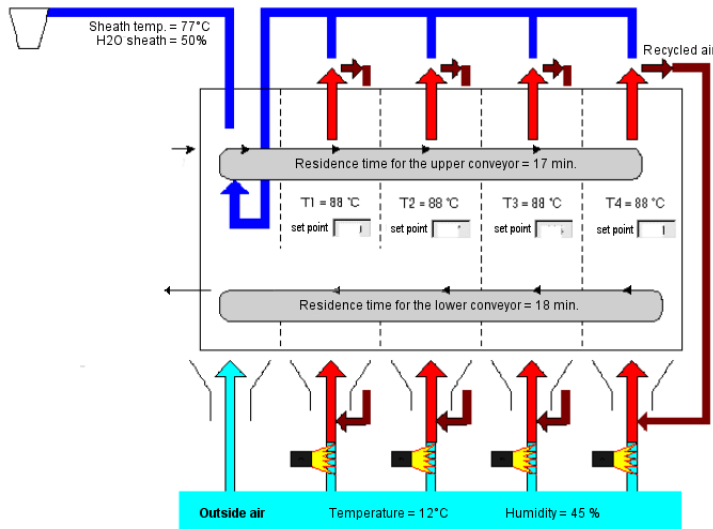 Sheath temp. = 77°C
H2O sheath = 50%
Recycled air
Residence time for the upper conveyor = 17 min.
T1 = 88 °C
T2 = 88 °C
T3 = 88 °C
T4 = 88 °C
set point
set point
set point
set point
Residence time for the lower conveyor = 18 min.
Outside air
Temperature = 12°C
Humidity = 45 %